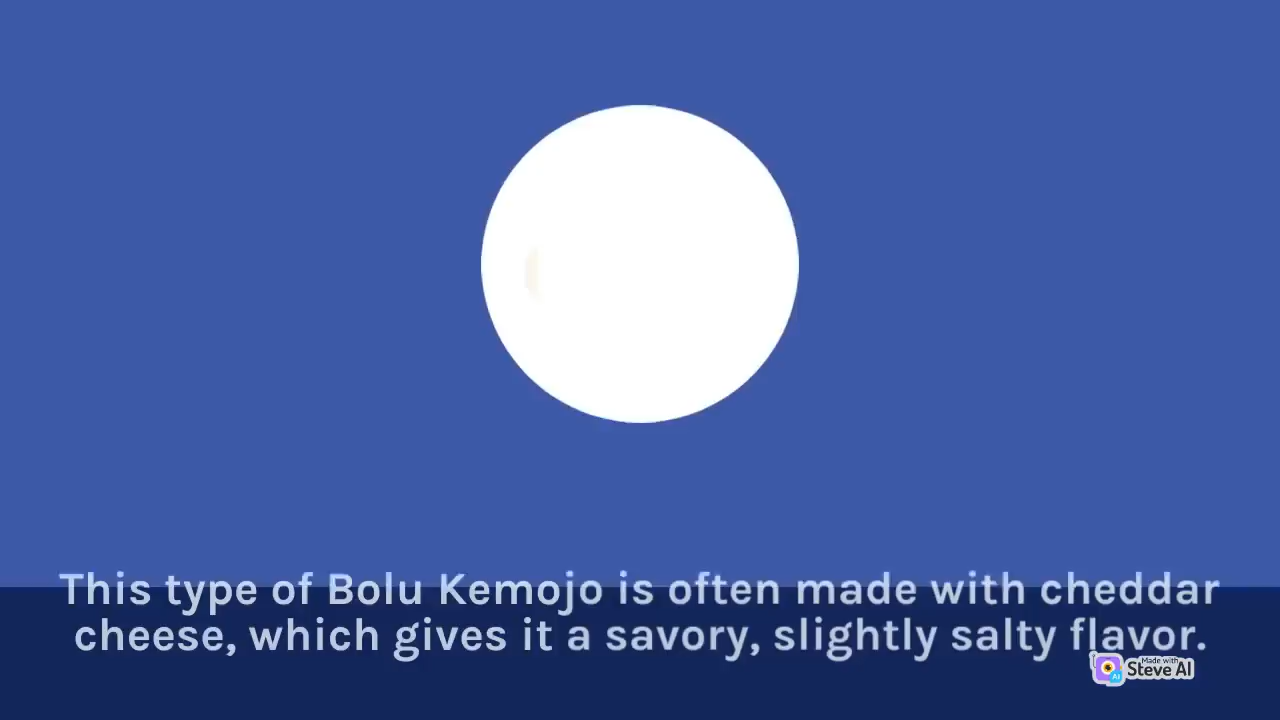 This type of Bolu Kemojo is often made with cheddar
cheese, which gives it a savory, slightly salty flavor.
Made with
AI Steve AI